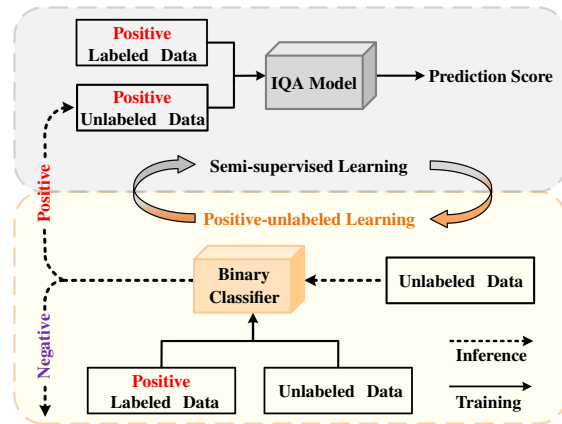 Positive
Labeled Data
Positive
Unlabeled Data
IQA Model
Prediction Score
Semi-supervised Learning
Positive-unlabeled Learning
Positive
Negative
Binary
Classifier
Unlabeled Data
Inference
Training
Positive
Labeled Data
Unlabeled Data